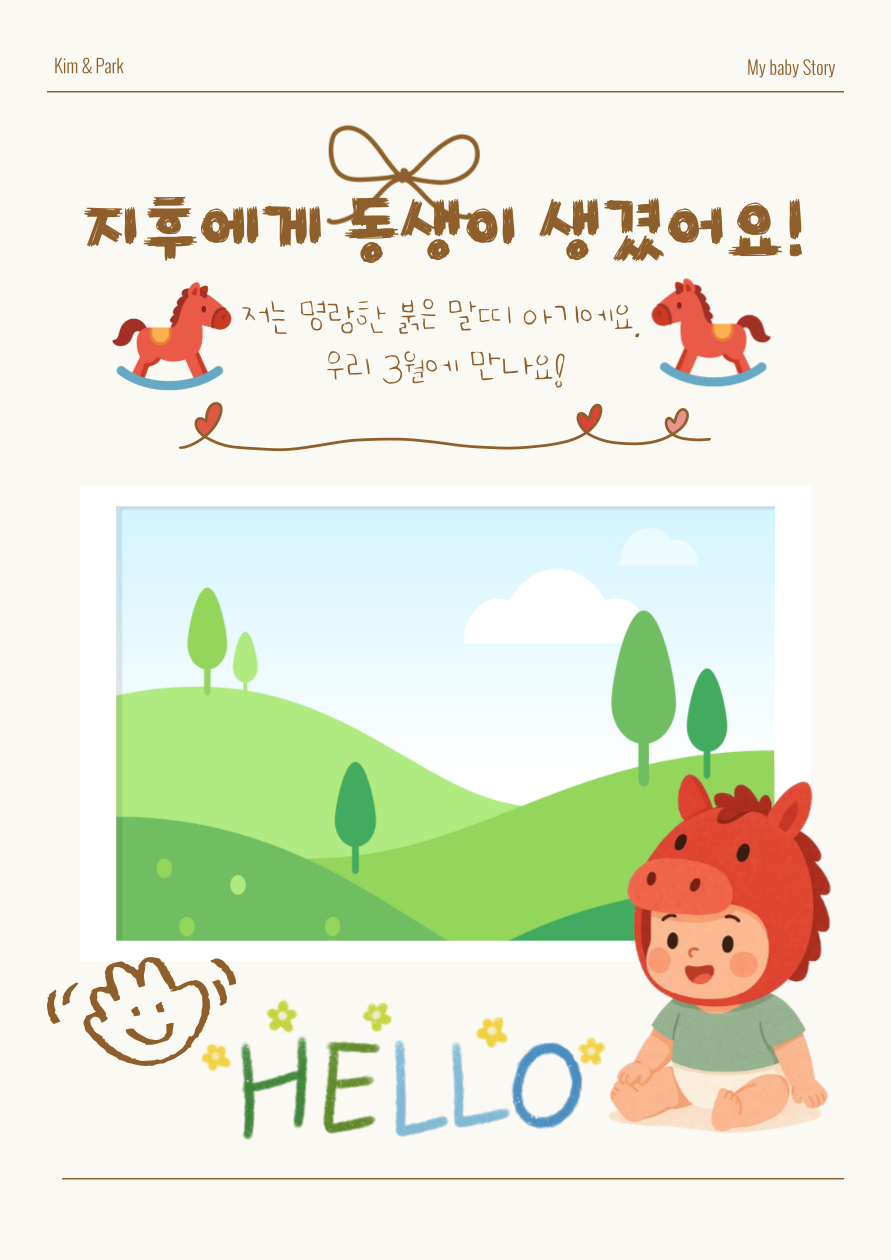 Kim & Park
My baby Story
지후에게 동생이 생겼어요!
저는 명랑한 붉은 말띠 아기에요.
우리 3월에 만나요!
HELLO